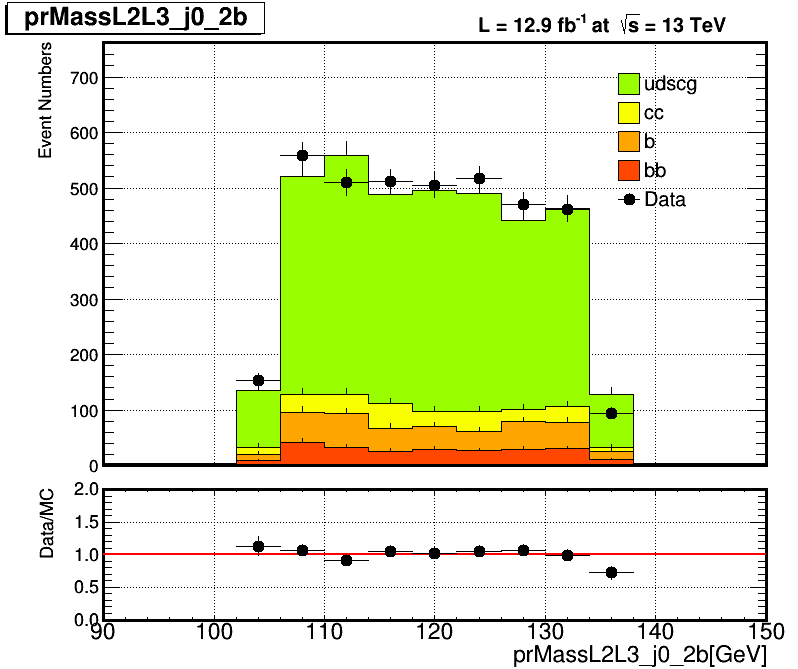 prMassL2L3_j0_2b
L = 12.9 fb-1 at √s = 13 TeV
Event Numbers
700
600
500
400
300
200
100
0
udscg
cc
b
bb
Data
Data/MC
2.0
1.5
1.0
0.5
0.0
90 100 110 120 130 140 150
prMassL2L3_j0_2b[GeV]